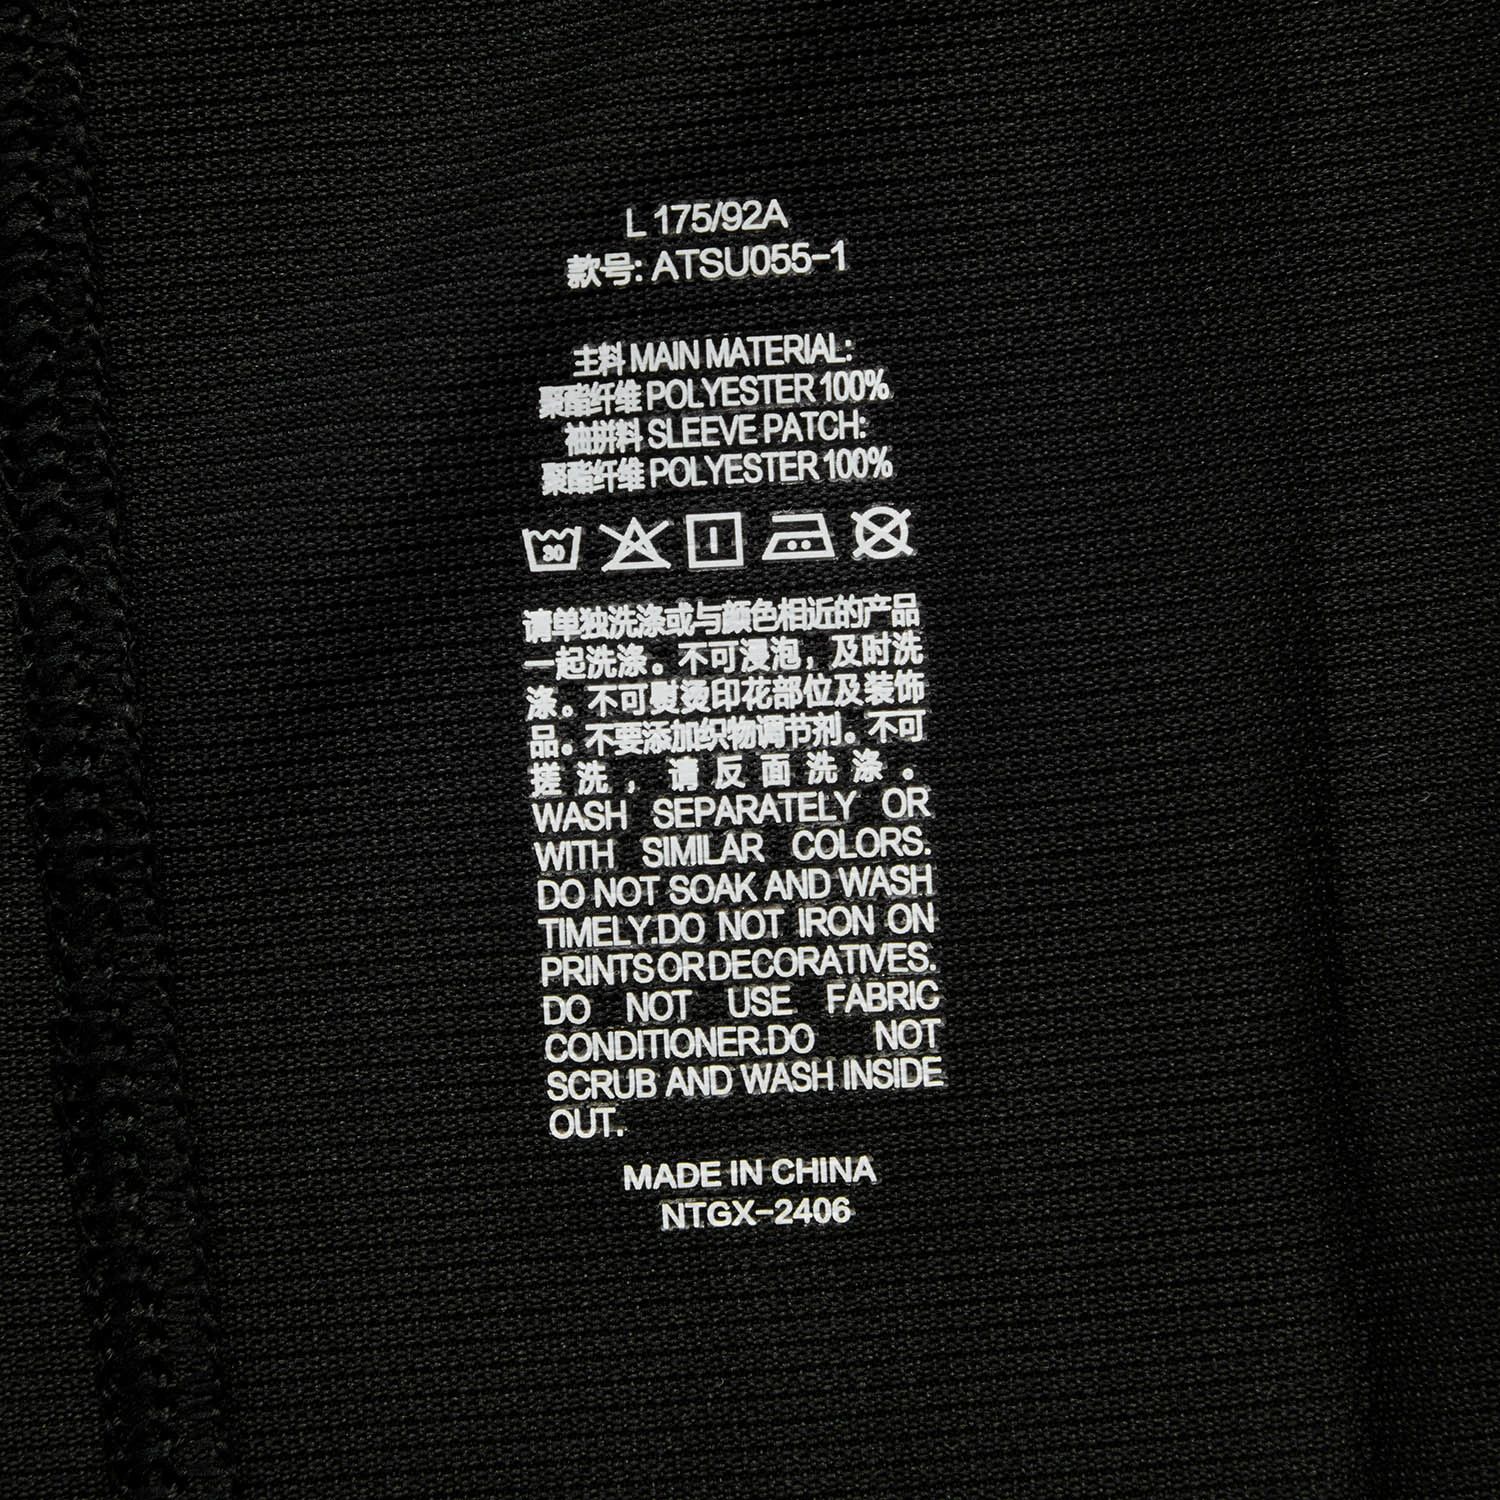 L 175/92A
款号: ATSU055-1
主料 MAIN MATERIAL:
聚酯纤维 POLYESTER 100%
袖拼料 SLEEVE PATCH:
聚酯纤维 POLYESTER 100%
30
请单独洗涤或与颜色相近的产品
一起洗涤。不可浸泡，及时洗
涤。不可熨烫印花部位及装饰
品。不要添加织物调节剂。不可
搓洗，请反面洗涤。
WASH SEPARATELY OR
WITH SIMILAR COLORS.
DO NOT SOAK AND WASH
TIMELY.DO NOT IRON ON
PRINTS OR DECORATIVES.
DO NOT USE FABRIC
CONDITIONER.DO NOT
SCRUB AND WASH INSIDE
OUT.
MADE IN CHINA
NTGX-2406